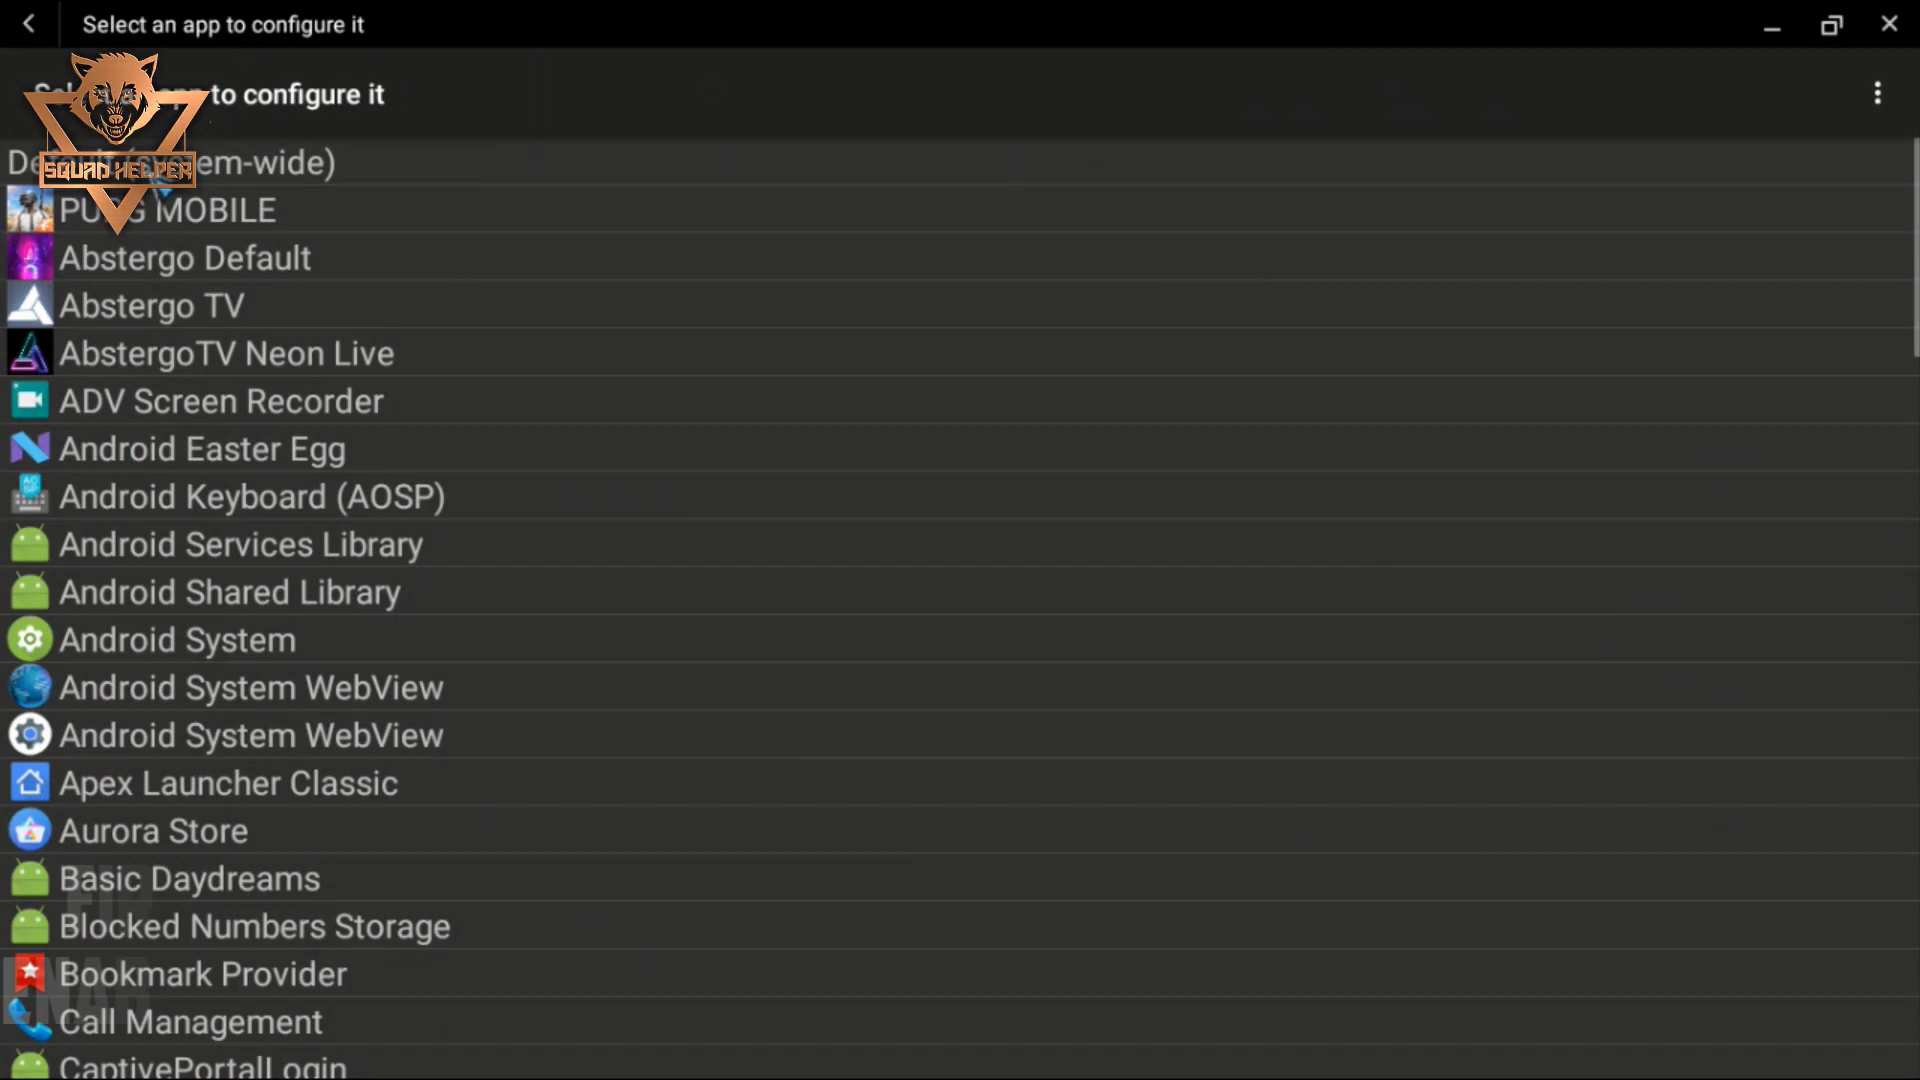 Select an app to configure it
to configure it
SQUAD HELPER
Default (system-wide)
PUBG MOBILE
Abstergo Default
Abstergo TV
AbstergoTV Neon Live
ADV Screen Recorder
Android Easter Egg
Android Keyboard (AOSP)
Android Services Library
Android Shared Library
Android System
Android System WebView
Android System WebView
Apex Launcher Classic
Aurora Store
Basic Daydreams
Blocked Numbers Storage
Bookmark Provider
Call Management
CaptivePortalLogin